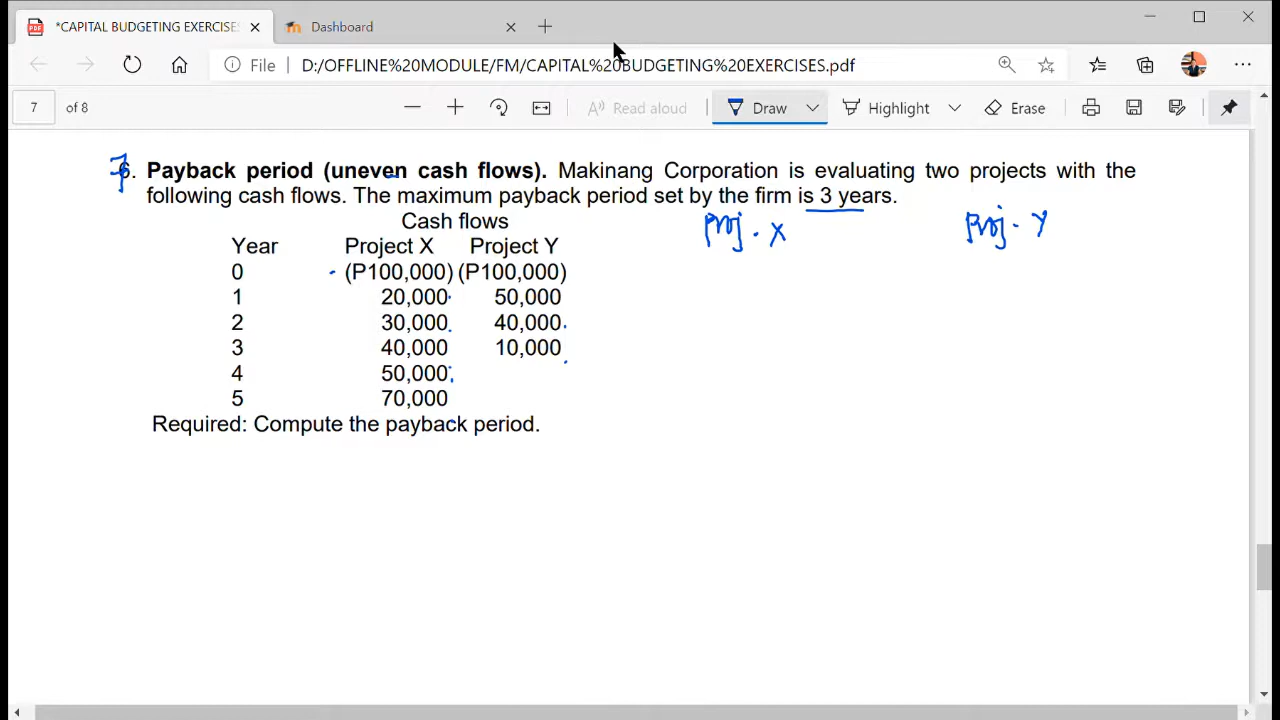 *CAPITAL BUDGETING EXERCISES
Dashboard
File D:/OFFLINE%20MODULE/FM/CAPITAL%20BUDGETING%20EXERCISES.pdf
7 of 8 Read aloud Draw Highlight Erase
7
6. Payback period (uneven cash flows). Makinang Corporation is evaluating two projects with the
following cash flows. The maximum payback period set by the firm is 3 years.
Proj. X Proj. Y
Cash flows
Year Project X Project Y
0 (P100,000) (P100,000)
1 20,000 50,000
2 30,000 40,000
3 40,000 10,000
4 50,000
5 70,000
Required: Compute the payback period.